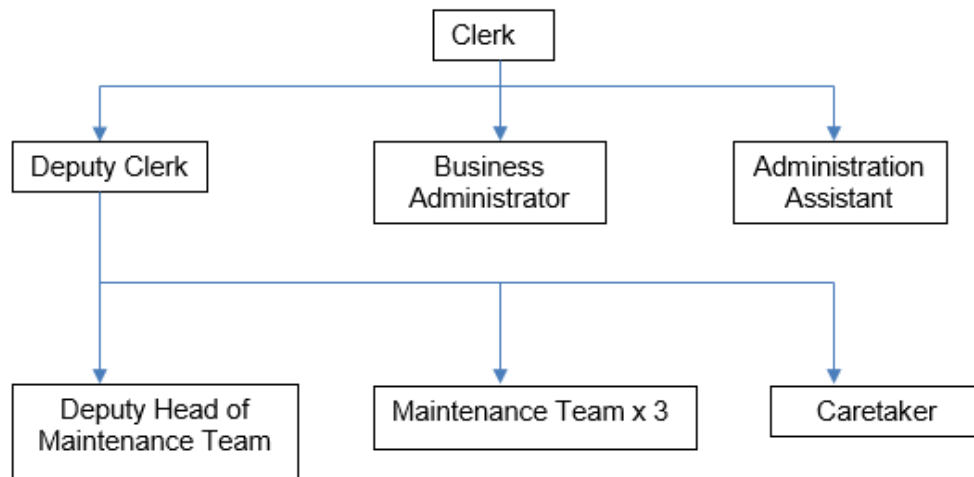 Clerk
Deputy Clerk
Business
Administrator
Administration
Assistant
Deputy Head of
Maintenance Team
Maintenance Team x 3
Caretaker